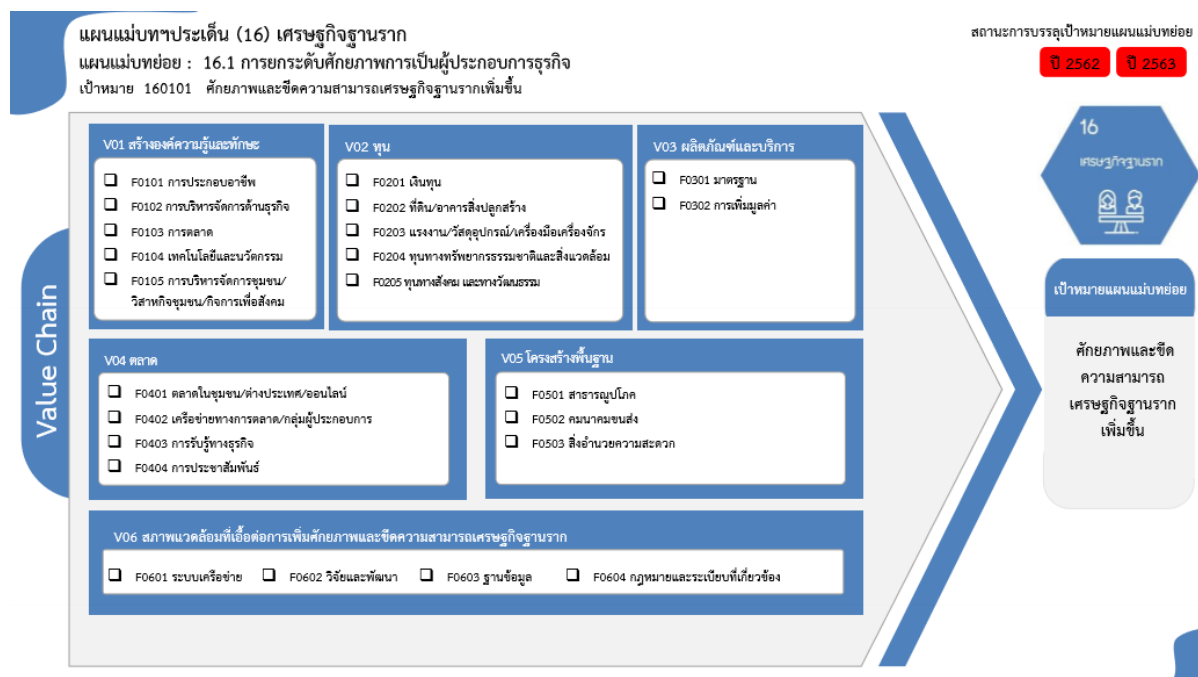 แผนแม่บทฯประเด็น (16) เศรษฐกิจฐานราก
แผนแม่บทย่อย : 16.1 การยกระดับศักยภาพการเป็นผู้ประกอบการธุรกิจ
เป้าหมาย 160101 ศักยภาพและขีดความสามารถเศรษฐกิจฐานรากเพิ่มขึ้น
สถานะการบรรลุเป้าหมายแผนแม่บทย่อย
ปี 2562
ปี 2563
Value Chain
V01 สร้างองค์ความรู้และทักษะ
F0101 การประกอบอาชีพ
F0102 การบริหารจัดการด้านธุรกิจ
F0103 การตลาด
F0104 เทคโนโลยีและนวัตกรรม
F0105 การบริหารจัดการชุมชน/
วิสาหกิจชุมชน/กิจการเพื่อสังคม
V02 ทุน
F0201 เงินทุน
F0202 ที่ดิน/อาคารสิ่งปลูกสร้าง
F0203 แรงงาน/วัสดุอุปกรณ์/เครื่องมือเครื่องจักร
F0204 ทุนทางทรัพยากรธรรมชาติและสิ่งแวดล้อม
F0205 ทุนทางสังคม และทางวัฒนธรรม
V03 ผลิตภัณฑ์และบริการ
F0301 มาตรฐาน
F0302 การเพิ่มมูลค่า
V04 ตลาด
F0401 ตลาดในชุมชน/ต่างประเทศ/ออนไลน์
F0402 เครือข่ายทางการตลาด/กลุ่มผู้ประกอบการ
F0403 การรับรู้ทางธุรกิจ
F0404 การประชาสัมพันธ์
V05 โครงสร้างพื้นฐาน
F0501 สาธารณูปโภค
F0502 คมนาคมขนส่ง
F0503 สิ่งอำนวยความสะดวก
V06 สภาพแวดล้อมที่เอื้อต่อการเพิ่มศักยภาพและขีดความสามารถเศรษฐกิจฐานราก
F0601 ระบบเครือข่าย
F0602 วิจัยและพัฒนา
F0603 ฐานข้อมูล
F0604 กฎหมายและระเบียบที่เกี่ยวข้อง
16
เศรษฐกิจฐานราก
เป้าหมายแผนแม่บทย่อย
ศักยภาพและขีด
ความสามารถ
เศรษฐกิจฐานราก
เพิ่มขึ้น